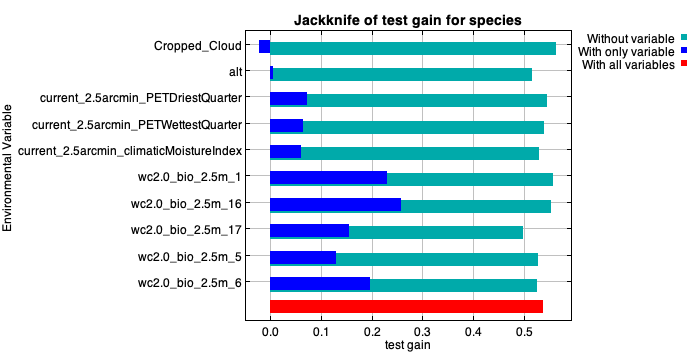 Jackknife of test gain for species
Without variable
With only variable
With all variables
Environmental Variable
Cropped_Cloud
alt
current_2.5arcmin_PETDriestQuarter
current_2.5arcmin_PETWettestQuarter
current_2.5arcmin_climaticMoistureIndex
wc2.0_bio_2.5m_1
wc2.0_bio_2.5m_16
wc2.0_bio_2.5m_17
wc2.0_bio_2.5m_5
wc2.0_bio_2.5m_6
0.0 0.1 0.2 0.3 0.4 0.5
test gain